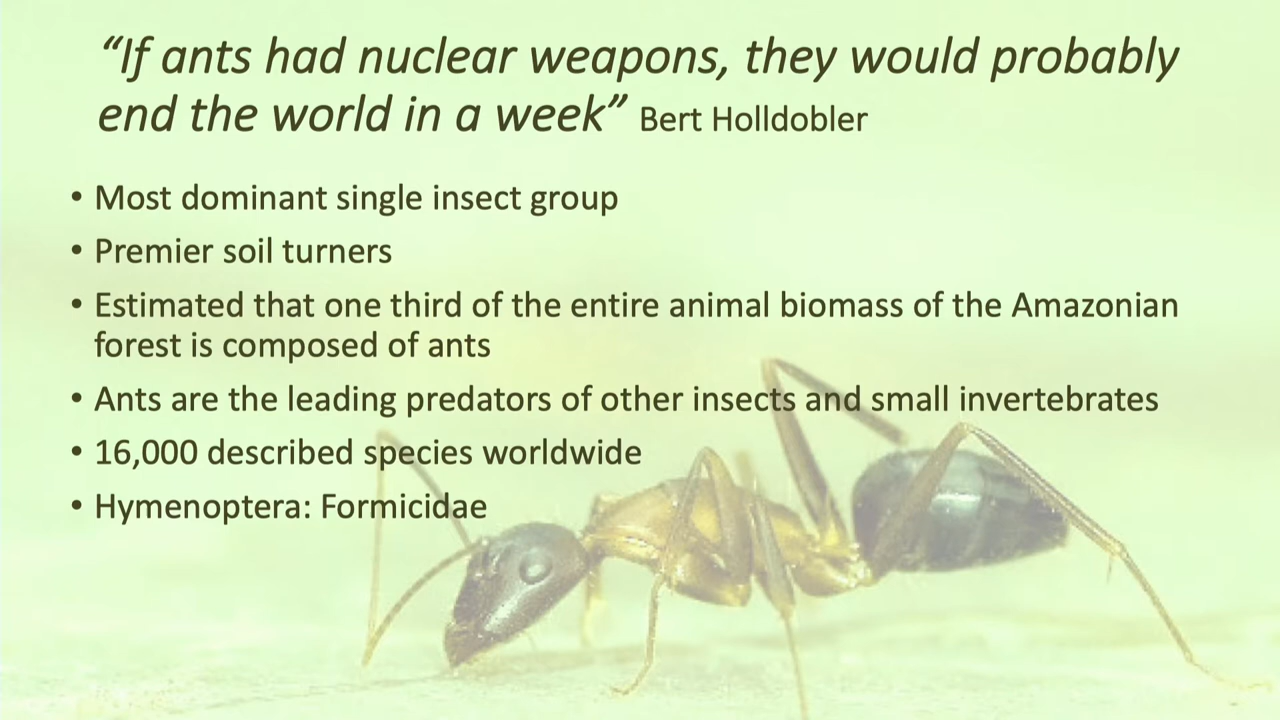 “If ants had nuclear weapons, they would probably
end the world in a week” Bert Holldobler
• Most dominant single insect group
• Premier soil turners
• Estimated that one third of the entire animal biomass of the Amazonian
forest is composed of ants
• Ants are the leading predators of other insects and small invertebrates
• 16,000 described species worldwide
• Hymenoptera: Formicidae